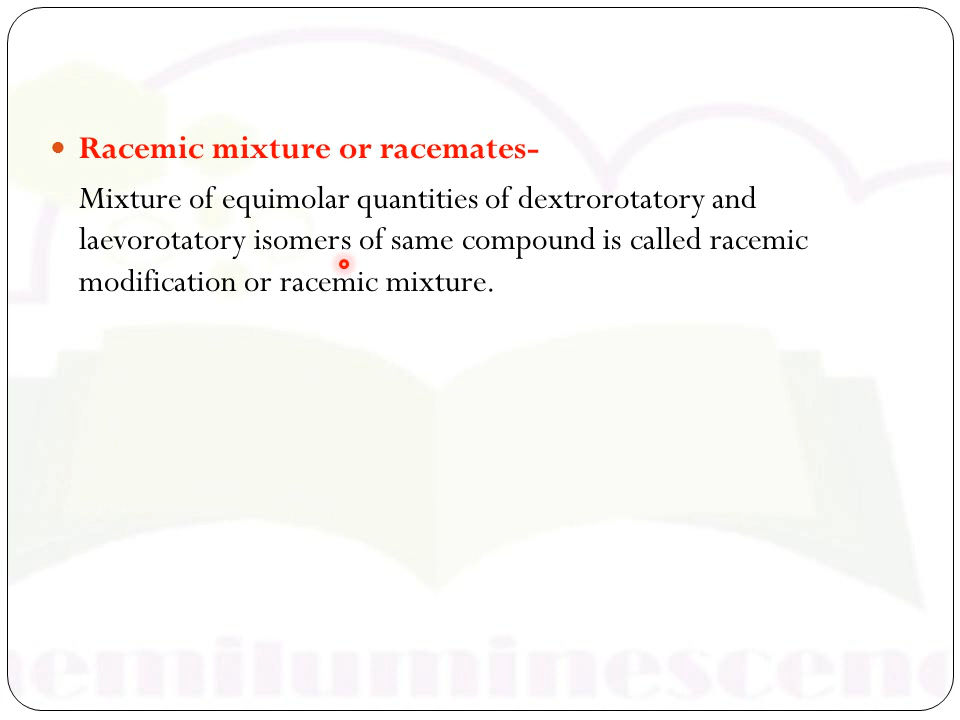 Racemic mixture or racemates-
Mixture of equimolar quantities of dextrorotatory and
laevorotatory isomers of same compound is called racemic
modification or racemic mixture.
hemiluminescenc